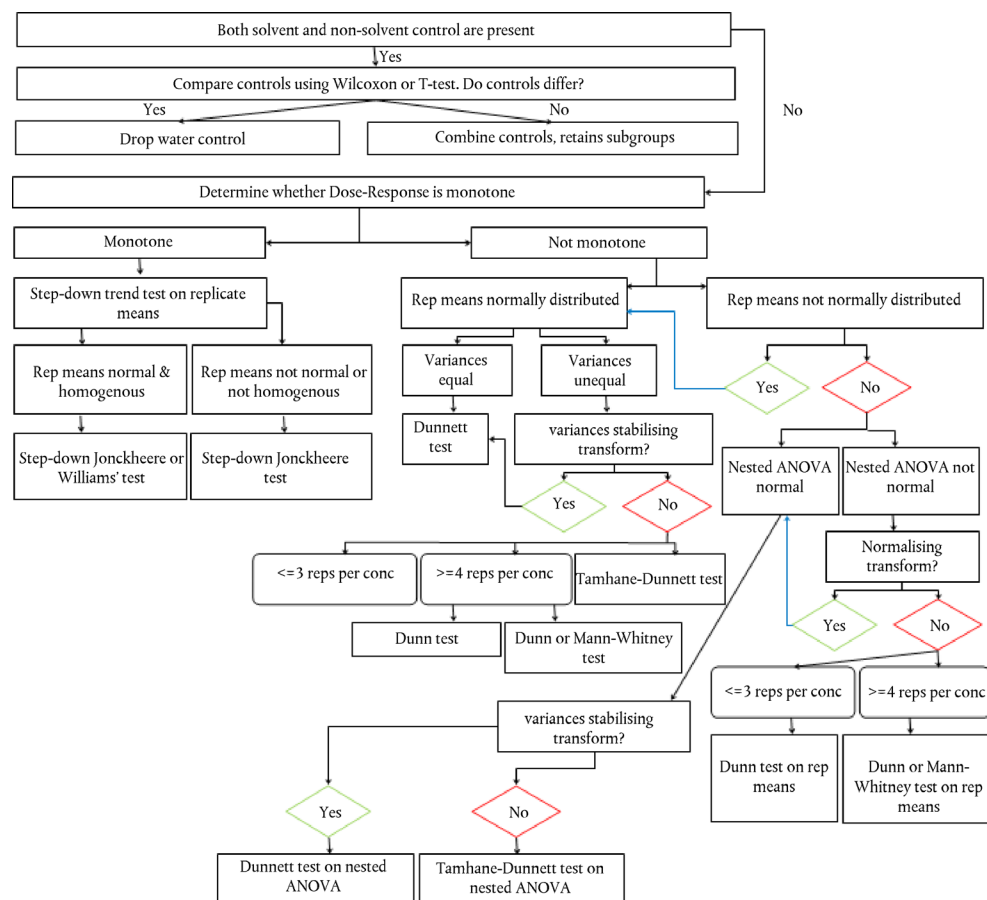 Both solvent and non-solvent control are present
Yes
Compare controls using Wilcoxon or T-test. Do controls differ?
Yes
No
No
Drop water control
Combine controls, retains subgroups
Determine whether Dose-Response is monotone
Monotone
Not monotone
Step-down trend test on replicate
means
Rep means normally distributed
Rep means not normally distributed
Rep means normal &
homogenous
Rep means not normal or
not homogenous
Variances
equal
Variances
unequal
Yes
No
Step-down Jonckheere or
Williams' test
Step-down Jonckheere
test
Dunnett
test
variances stabilising
transform?
Nested ANOVA
normal
Nested ANOVA not
normal
Yes
No
Normalising
transform?
<=3 reps per conc
>=4 reps per conc
Tamhane-Dunnett test
Yes
No
Dunn test
Dunn or Mann-Whitney
test
<=3 reps per conc
>=4 reps per conc
variances stabilising
transform?
Dunn test on rep
means
Dunn or Mann-
Whitney test on rep
means
Yes
No
Dunnett test on nested
ANOVA
Tamhane-Dunnett test on
nested ANOVA